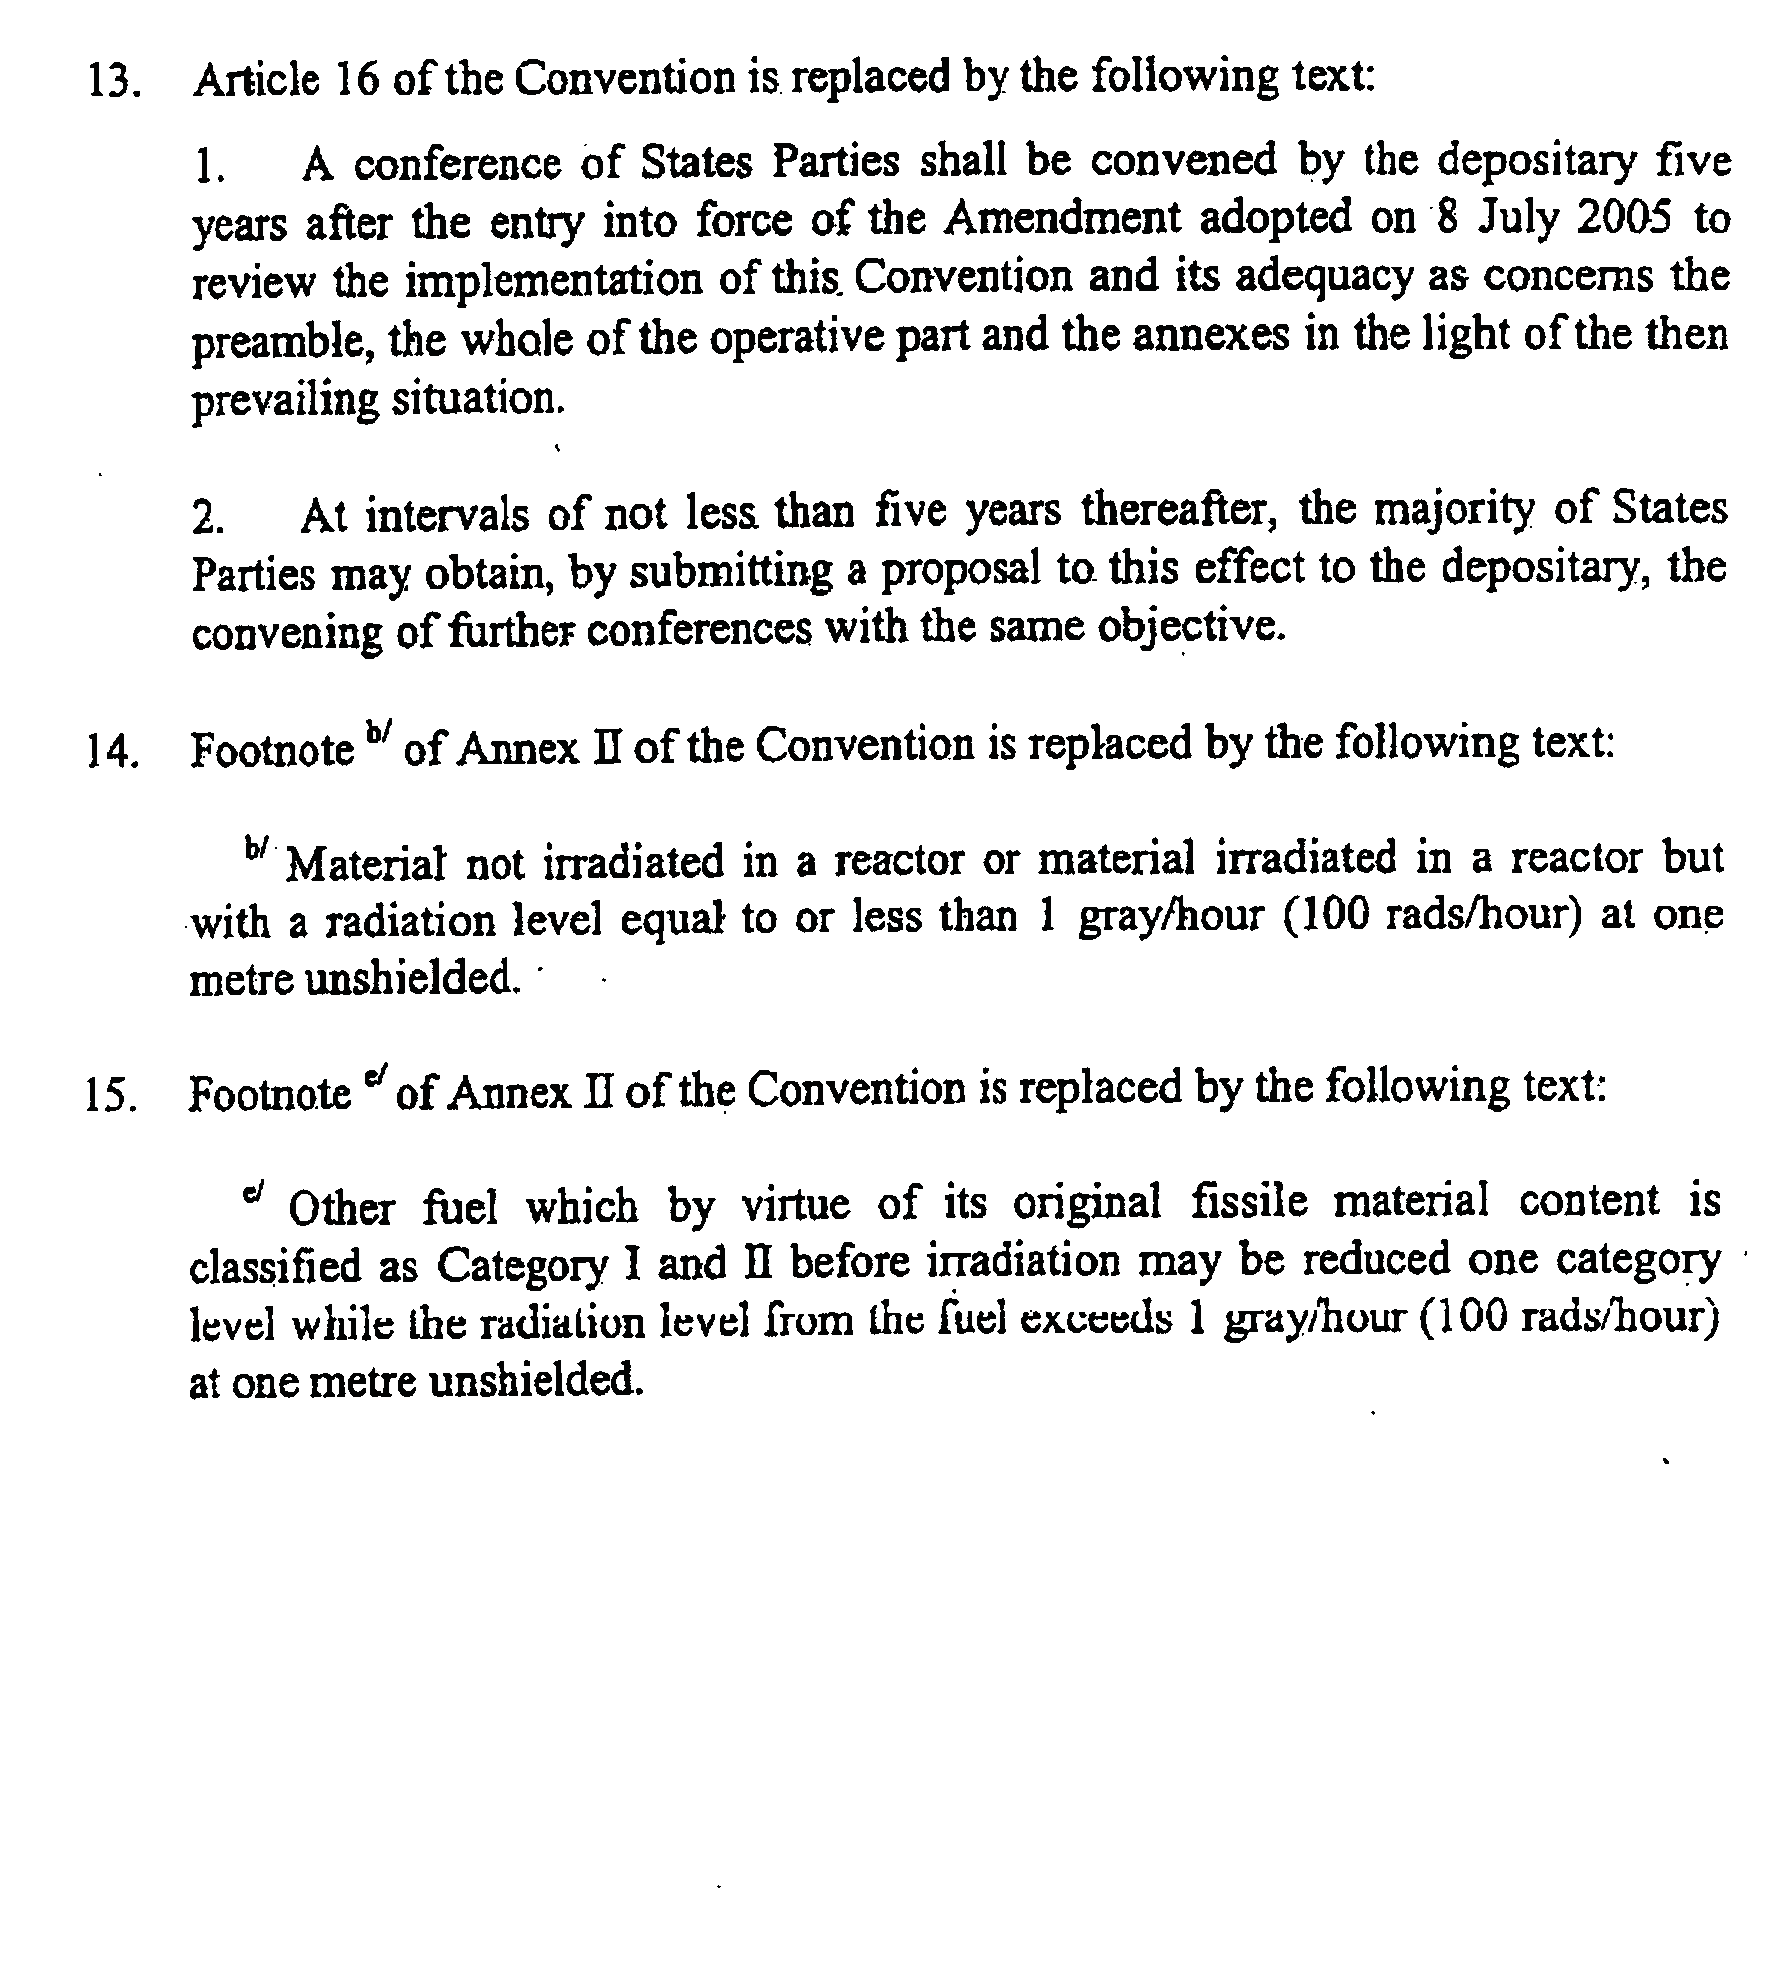 13. Article 16 of the Convention is replaced by the following text:
1. A conference of States Parties shall be convened by the depositary five
years after the entry into force of the Amendment adopted on 8 July 2005 to
review the implementation of this Convention and its adequacy as concerns the
preamble, the whole of the operative part and the annexes in the light of the then
prevailing situation.
2. At intervals of not less than five years thereafter, the majority of States
Parties may obtain, by submitting a proposal to this effect to the depositary, the
convening of further conferences with the same objective.
14. Footnote b/ of Annex II of the Convention is replaced by the following text:
b/ Material not irradiated in a reactor or material irradiated in a reactor but
with a radiation level equal to or less than 1 gray/hour (100 rads/hour) at one
metre unshielded.
15. Footnote e/ of Annex II of the Convention is replaced by the following text:
e/ Other fuel which by virtue of its original fissile material content is
classified as Category I and II before irradiation may be reduced one category
level while the radiation level from the fuel exceeds 1 gray/hour (100 rads/hour)
at one metre unshielded.